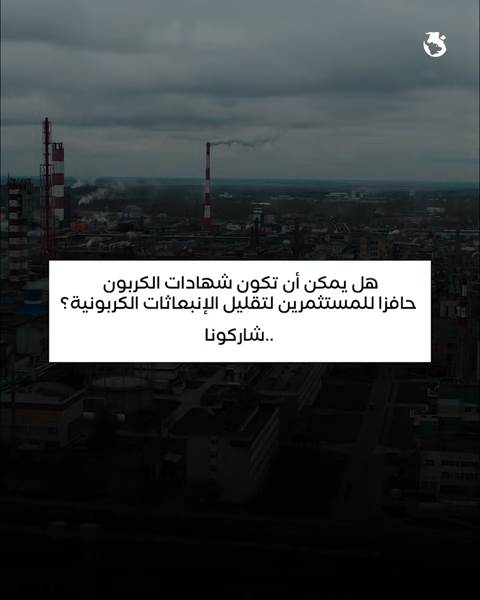 هل يمكن أن تكون شهادات الكربون
حافزا للمستثمرين لتقليل الإنبعاثات الكربونية؟
..شاركونا